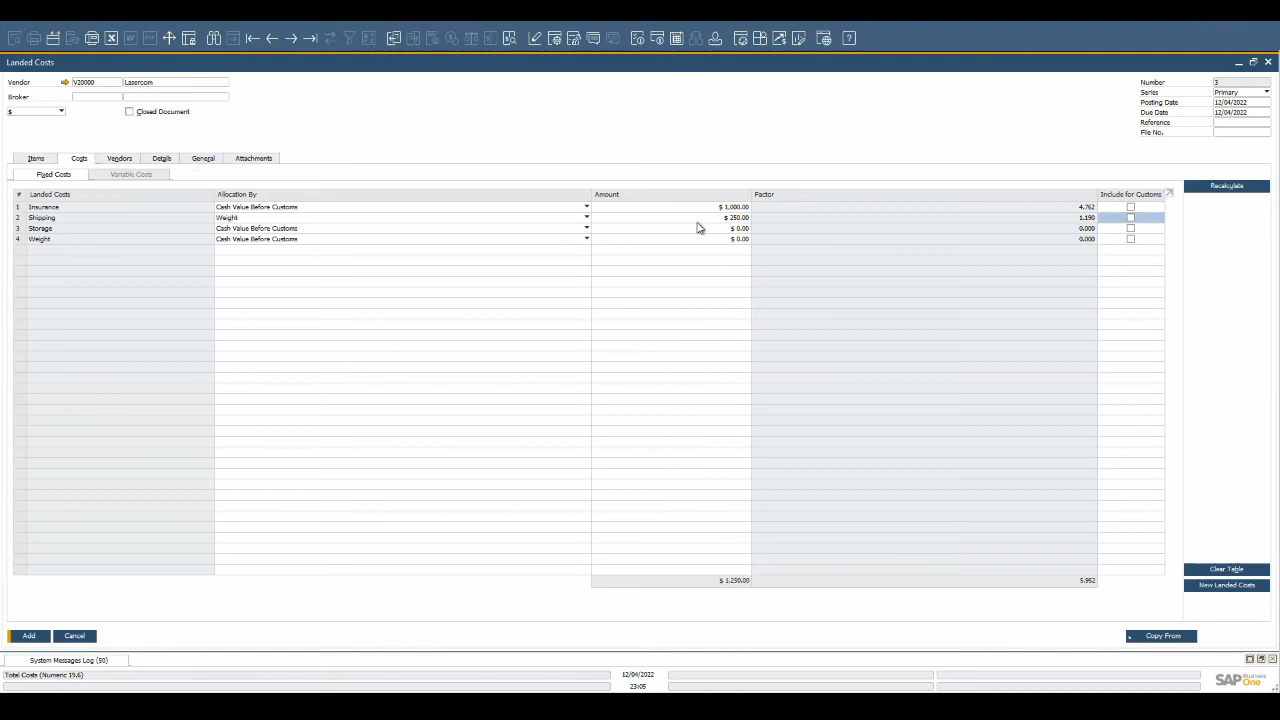 Landed Costs
Vendor V20000 Lasercom
Number 3
Broker
Series Primary
$ Closed Document
Posting Date 12/04/2022
Due Date 12/04/2022
Reference
File No.
Items Costs Vendors Details General Attachments
Fixed Costs Variable Costs
Recalculate
# Landed Costs Allocation By Amount Factor Include for Customs
1 Insurance Cash Value Before Customs $ 1,000.00 4.762
2 Shipping Weight $ 250.00 1.190
3 Storage Cash Value Before Customs $ 0.00 0.000
4 Weight Cash Value Before Customs $ 0.00 0.000
Clear Table
$ 1,250.00 5.952
New Landed Costs
Add Cancel Copy From
System Messages Log (50)
Total Costs (Numeric 19.6) 12/04/2022
23:05
SAP Business One